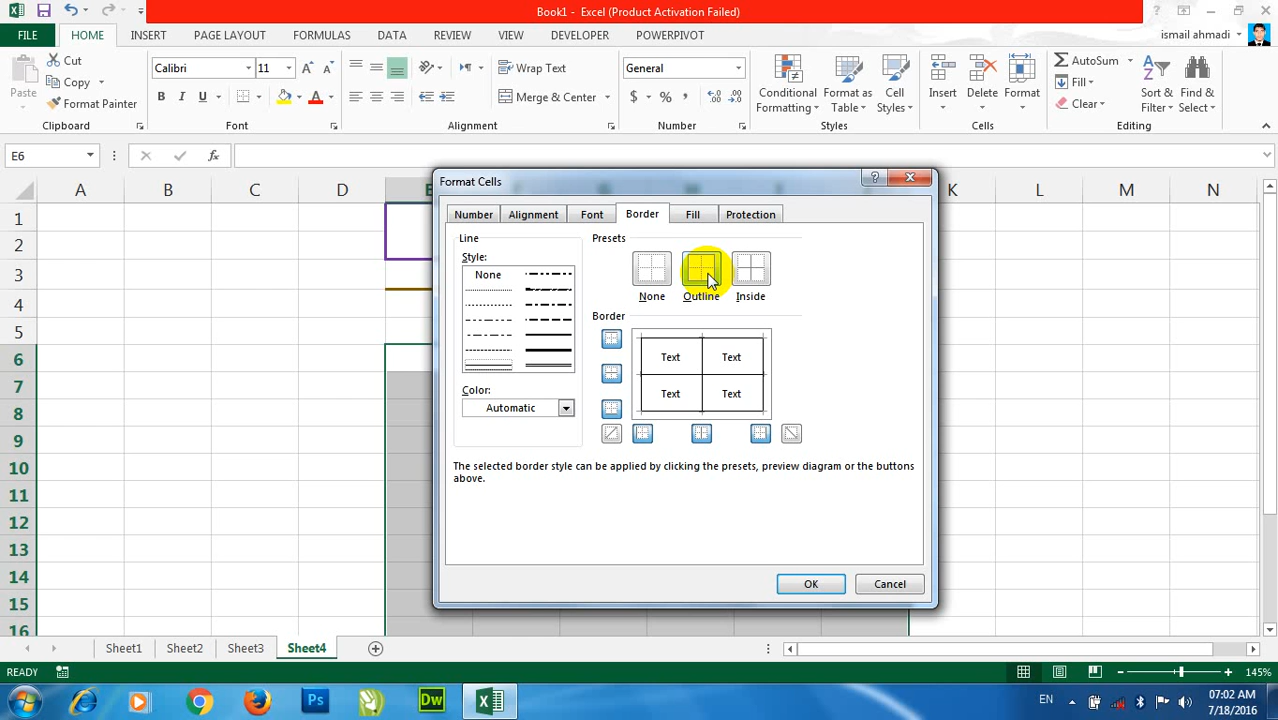 Book1 - Excel (Product Activation Failed)
FILE HOME INSERT PAGE LAYOUT FORMULAS DATA REVIEW VIEW DEVELOPER POWERPIVOT ismail ahmadi
Paste
Cut
Copy
Format Painter
Clipboard
Calibri 11
B I U A
Font
Wrap Text
Merge & Center
Alignment
General
$ % ,
Number
Conditional Formatting
Format as Table
Cell Styles
Styles
Insert Delete Format
Cells
AutoSum
Fill
Clear
Sort & Filter
Find & Select
Editing
E6 fx
A B C D E K L M N
1
2
3
4
5
6
7
8
9
10
11
12
13
14
15
16
Format Cells
Number Alignment Font Border Fill Protection
Line
Style:
None
Color:
Automatic
Presets
None Outline Inside
Border
Text Text
Text Text
The selected border style can be applied by clicking the presets, preview diagram or the buttons
above.
OK Cancel
Sheet1 Sheet2 Sheet3 Sheet4
READY 145%
Ps Dw EN 07:02 AM
7/18/2016